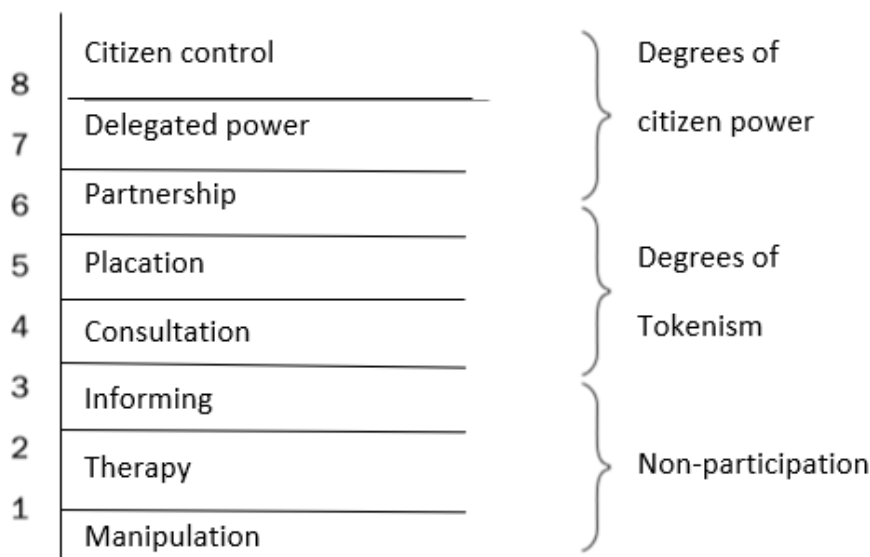 Citizen control
8
Delegated power
7
Partnership
6
Placation
5
Consultation
4
Informing
3
Therapy
2
Manipulation
1
Degrees of
citizen power
Degrees of
Tokenism
Non-participation